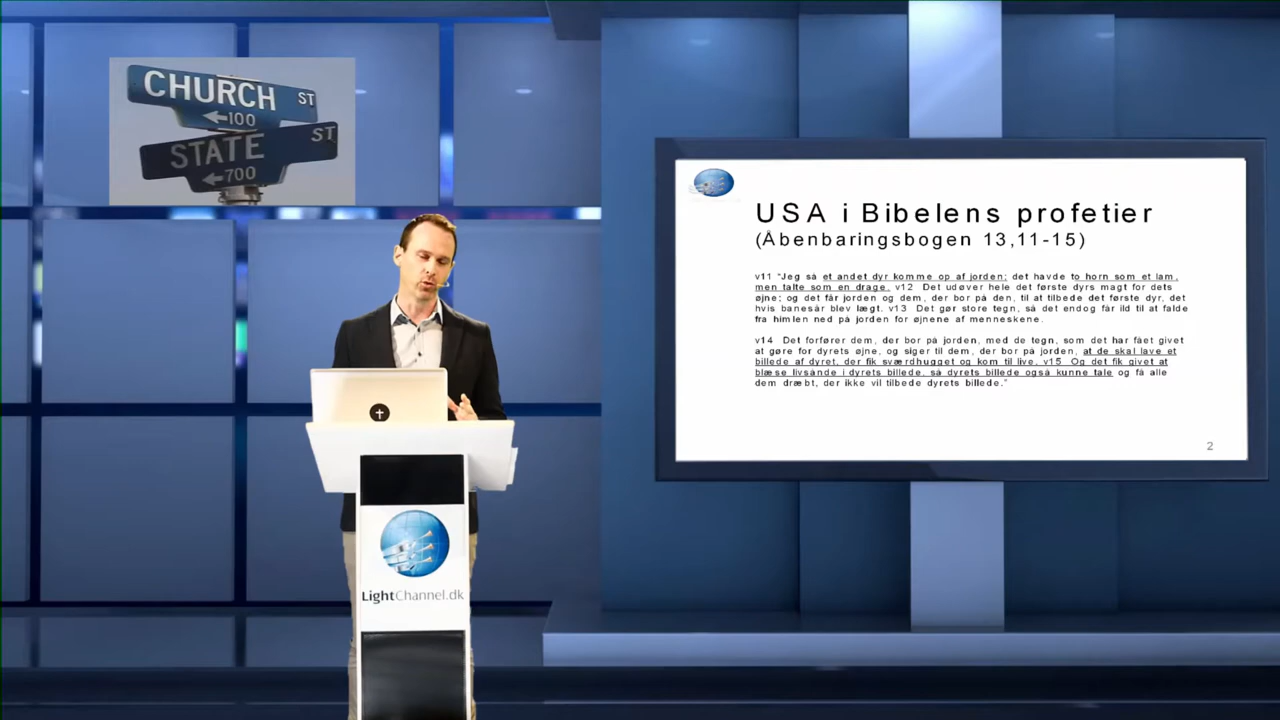 CHURCH ST
←100
STATE ST
←700
USA i Bibelens profetier
(Åbenbaringsbogen 13,11-15)
v11 "Jeg så et andet dyr komme op af jorden; det havde to horn som et lam,
men talte som en drage. v12 Det udøver hele det første dyrs magt for dets
øjne; og det får jorden og dem, der bor på den, til at tilbede det første dyr, det
hvis banesår blev lægt. v13 Det gør store tegn, så det endog får ild til at falde
fra himlen ned på jorden for øjnene af menneskene.
v14 Det forfører dem, der bor på jorden, med de tegn, som det har fået givet
at gøre for dyrets øjne, og siger til dem, der bor på jorden, at de skal lave et
billede af dyret, der fik sværdhugget og kom til live. v15 Og det fik givet at
blæse livsånde i dyrets billede, så dyrets billede også kunne tale og få alle
dem dræbt, der ikke vil tilbede dyrets billede."
2
LightChannel.dk